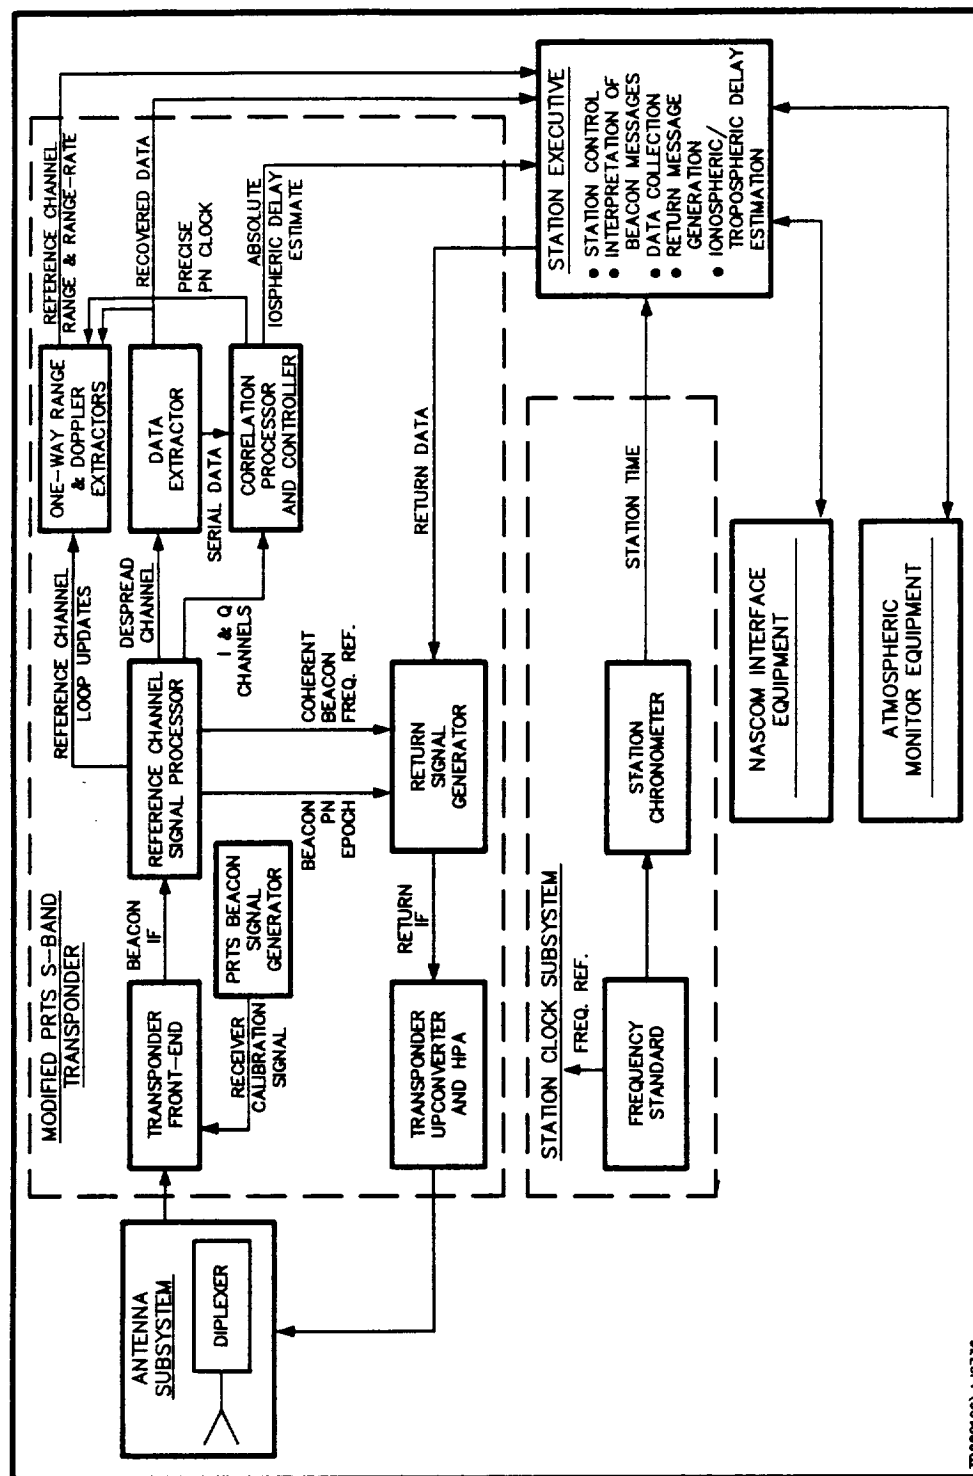 ANTENNA
SUBSYSTEM
DIPLEXER
MODIFIED PRTS S-BAND
TRANSPONDER
TRANSPONDER
FRONT-END
BEACON
IF
RECEIVER
CALIBRATION
SIGNAL
PRTS BEACON
SIGNAL
GENERATOR
REFERENCE CHANNEL
SIGNAL PROCESSOR
REFERENCE CHANNEL
LOOP UPDATES
DESPREAD
CHANNEL
I & Q
CHANNELS
ONE-WAY RANGE
& DOPPLER
EXTRACTORS
DATA
EXTRACTOR
SERIAL DATA
CORRELATION
PROCESSOR
AND CONTROLLER
REFERENCE CHANNEL
RANGE & RANGE-RATE
RECOVERED DATA
PRECISE
PN CLOCK
ABSOLUTE
IOSPHERIC DELAY
ESTIMATE
BEACON
PN
EPOCH
COHERENT
BEACON
FREQ. REF.
TRANSPONDER
UPCONVERTER
AND HPA
RETURN
IF
RETURN
SIGNAL
GENERATOR
RETURN DATA
STATION EXECUTIVE
● STATION CONTROL
● INTERPRETATION OF
BEACON MESSAGES
● DATA COLLECTION
● RETURN MESSAGE
GENERATION
● IONOSPHERIC/
TROPOSPHERIC DELAY
ESTIMATION
STATION CLOCK SUBSYSTEM
FREQ. REF.
FREQUENCY
STANDARD
STATION
CHRONOMETER
STATION TIME
NASCOM INTERFACE
EQUIPMENT
ATMOSPHERIC
MONITOR EQUIPMENT